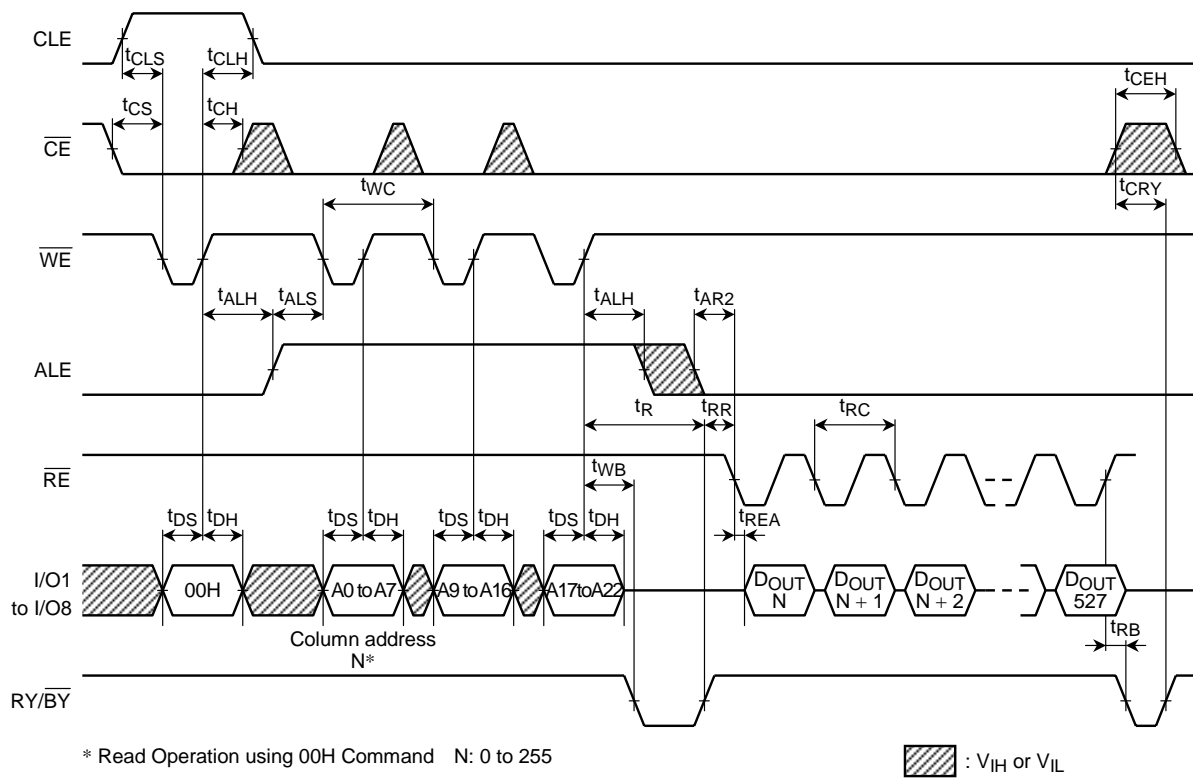 CLE
tCLS tCLH
tCEH
tCS tCH
CE
tWC
tCRY
WE
tALH tALS tALH tAR2
ALE
tR tRR tRC
RE
tWB
tDS tDH tDS tDH tDS tDH tDS tDH tREA
I/O1
to I/O8
00H A0 to A7 A9 to A16 A17 to A22
DOUT
N
DOUT
N + 1
DOUT
N + 2
DOUT
527
Column address
N*
tRB
RY/BY
* Read Operation using 00H Command N: 0 to 255
: VIH or VIL